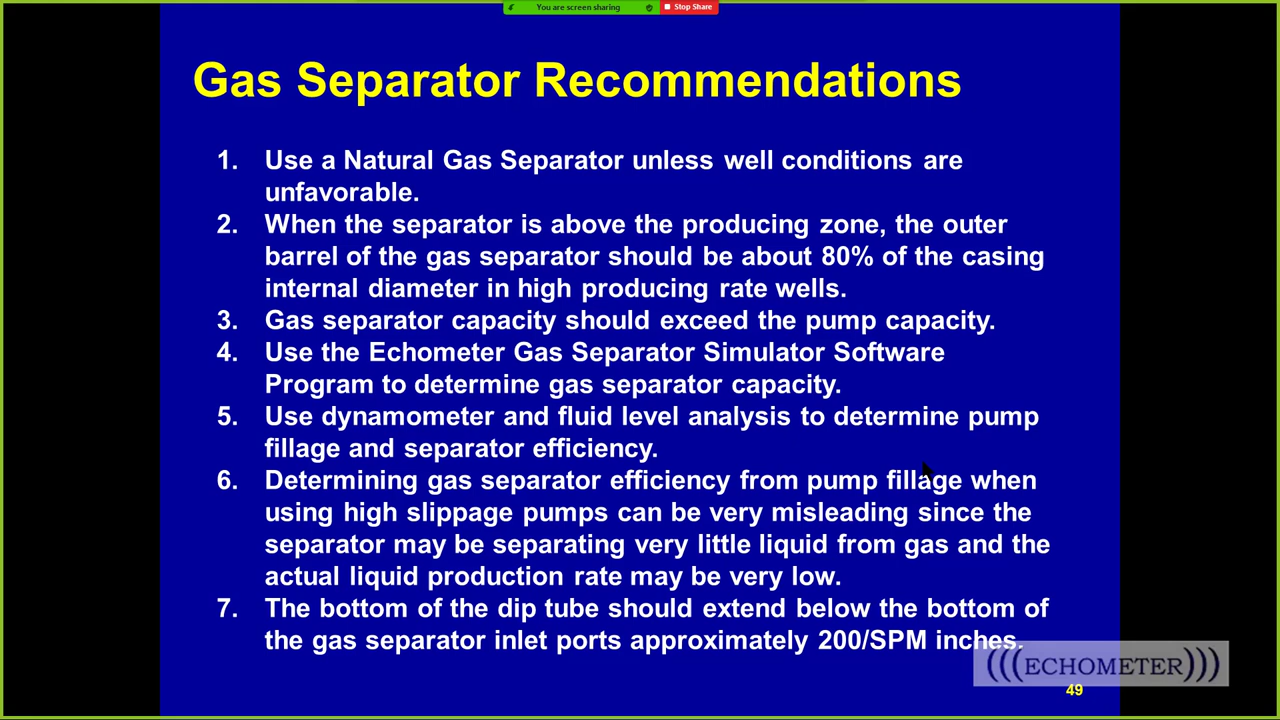 You are screen sharing Stop Share
Gas Separator Recommendations
1. Use a Natural Gas Separator unless well conditions are
unfavorable.
2. When the separator is above the producing zone, the outer
barrel of the gas separator should be about 80% of the casing
internal diameter in high producing rate wells.
3. Gas separator capacity should exceed the pump capacity.
4. Use the Echometer Gas Separator Simulator Software
Program to determine gas separator capacity.
5. Use dynamometer and fluid level analysis to determine pump
fillage and separator efficiency.
6. Determining gas separator efficiency from pump fillage when
using high slippage pumps can be very misleading since the
separator may be separating very little liquid from gas and the
actual liquid production rate may be very low.
7. The bottom of the dip tube should extend below the bottom of
the gas separator inlet ports approximately 200/SPM inches.
(((ECHOMETER)))
49